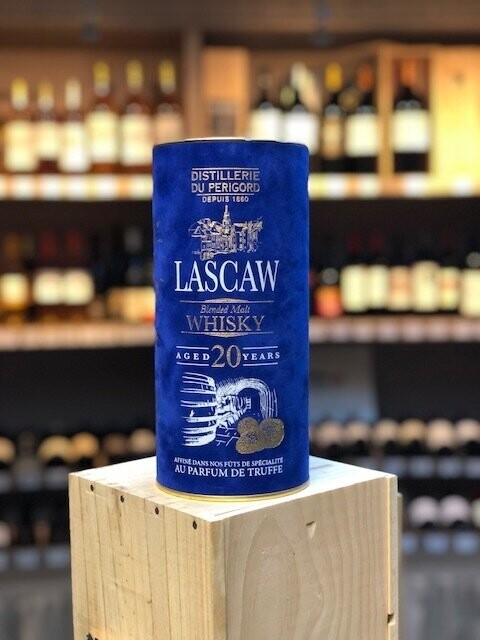 DISTILLERIE
DU PERIGORD
DEPUIS 1860
LASCAW
Blended Malt
WHISKY
AGED 20 YEARS
AFFINÉ DANS NOS FÛTS DE SPÉCIALITÉ
AU PARFUM DE TRUFFE